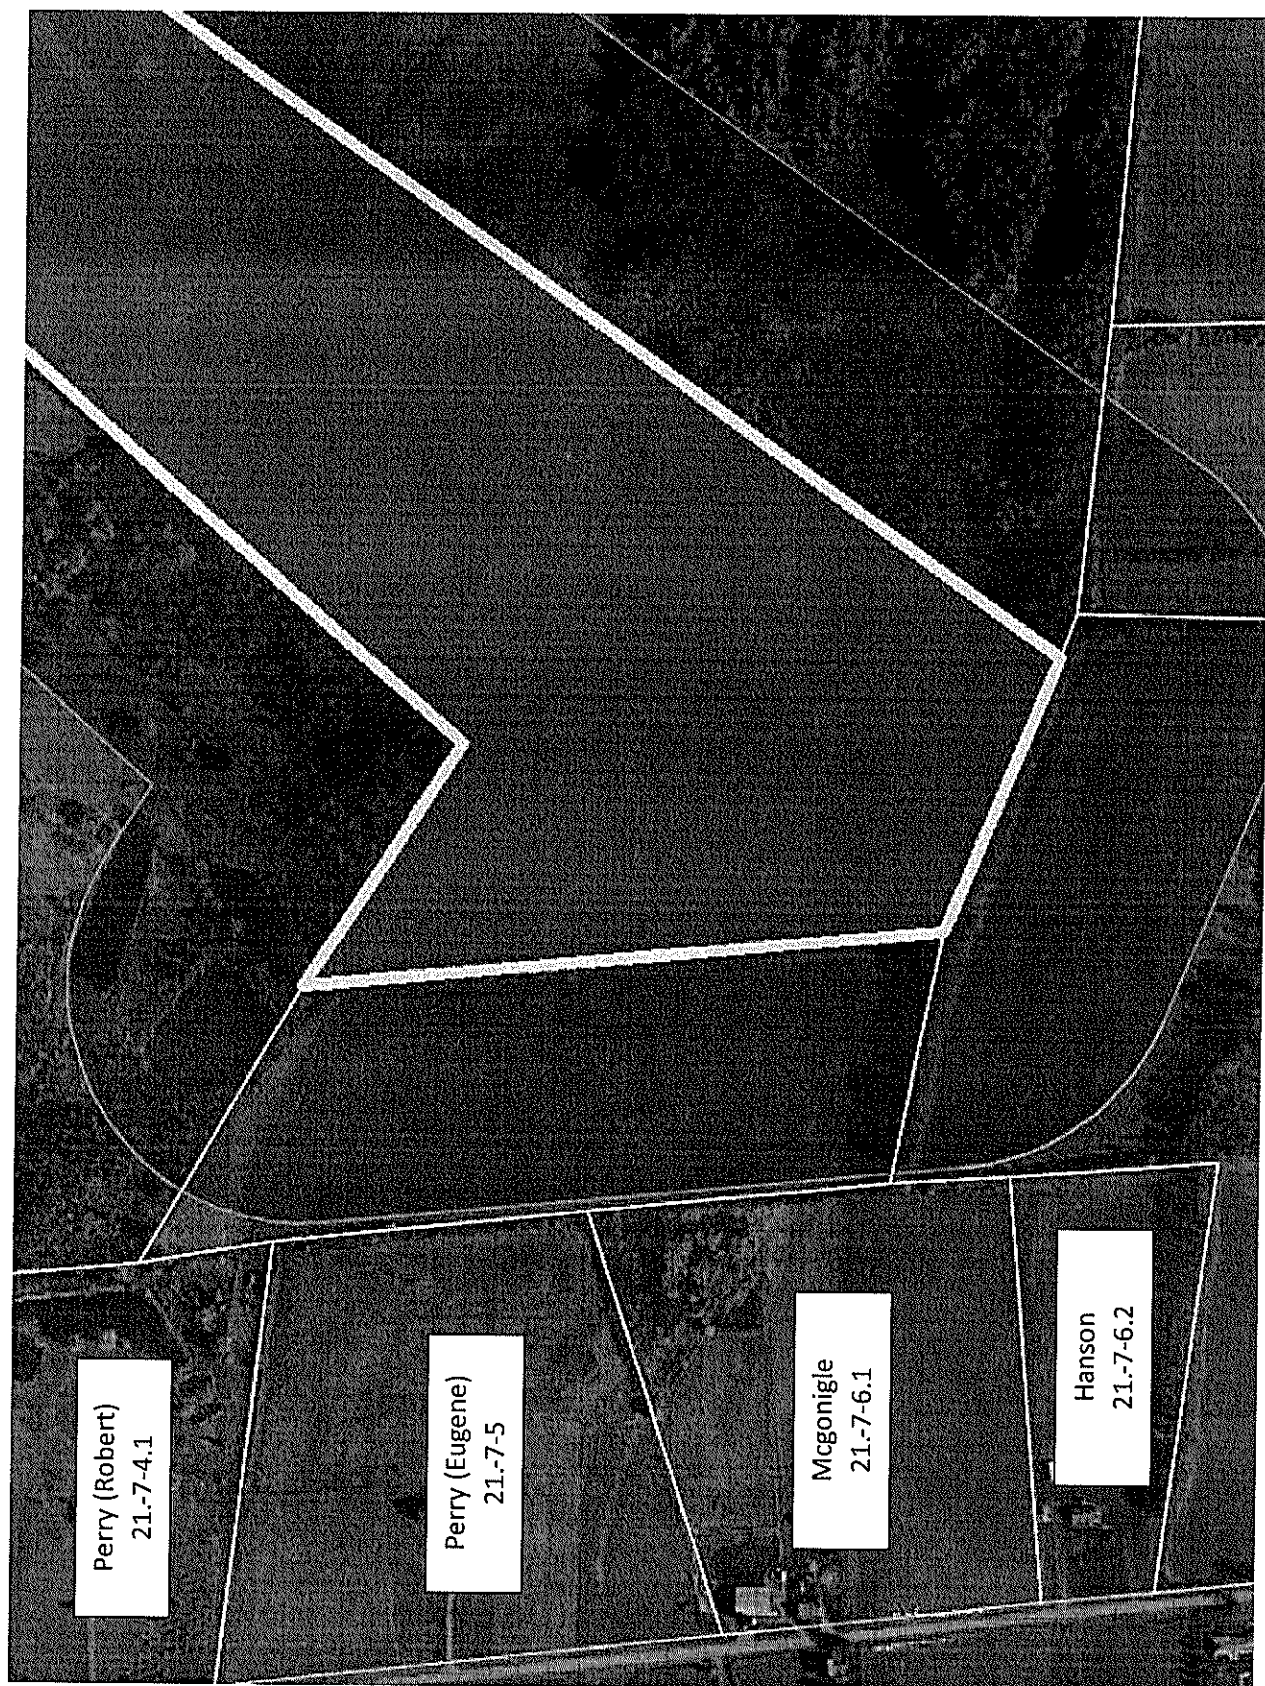 Perry (Robert)
21.-7-4.1
Perry (Eugene)
21.-7-5
Mcgonigle
21.-7-6.1
Hanson
21.-7-6.2